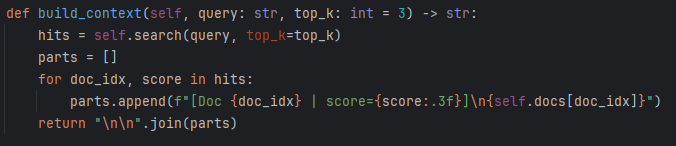 def build_context(self, query: str, top_k: int = 3) -> str:
    hits = self.search(query, top_k=top_k)
    parts = []
    for doc_idx, score in hits:
        parts.append(f"[Doc {doc_idx} | score={score:.3f}]\n{self.docs[doc_idx]}")
    return "\n\n".join(parts)